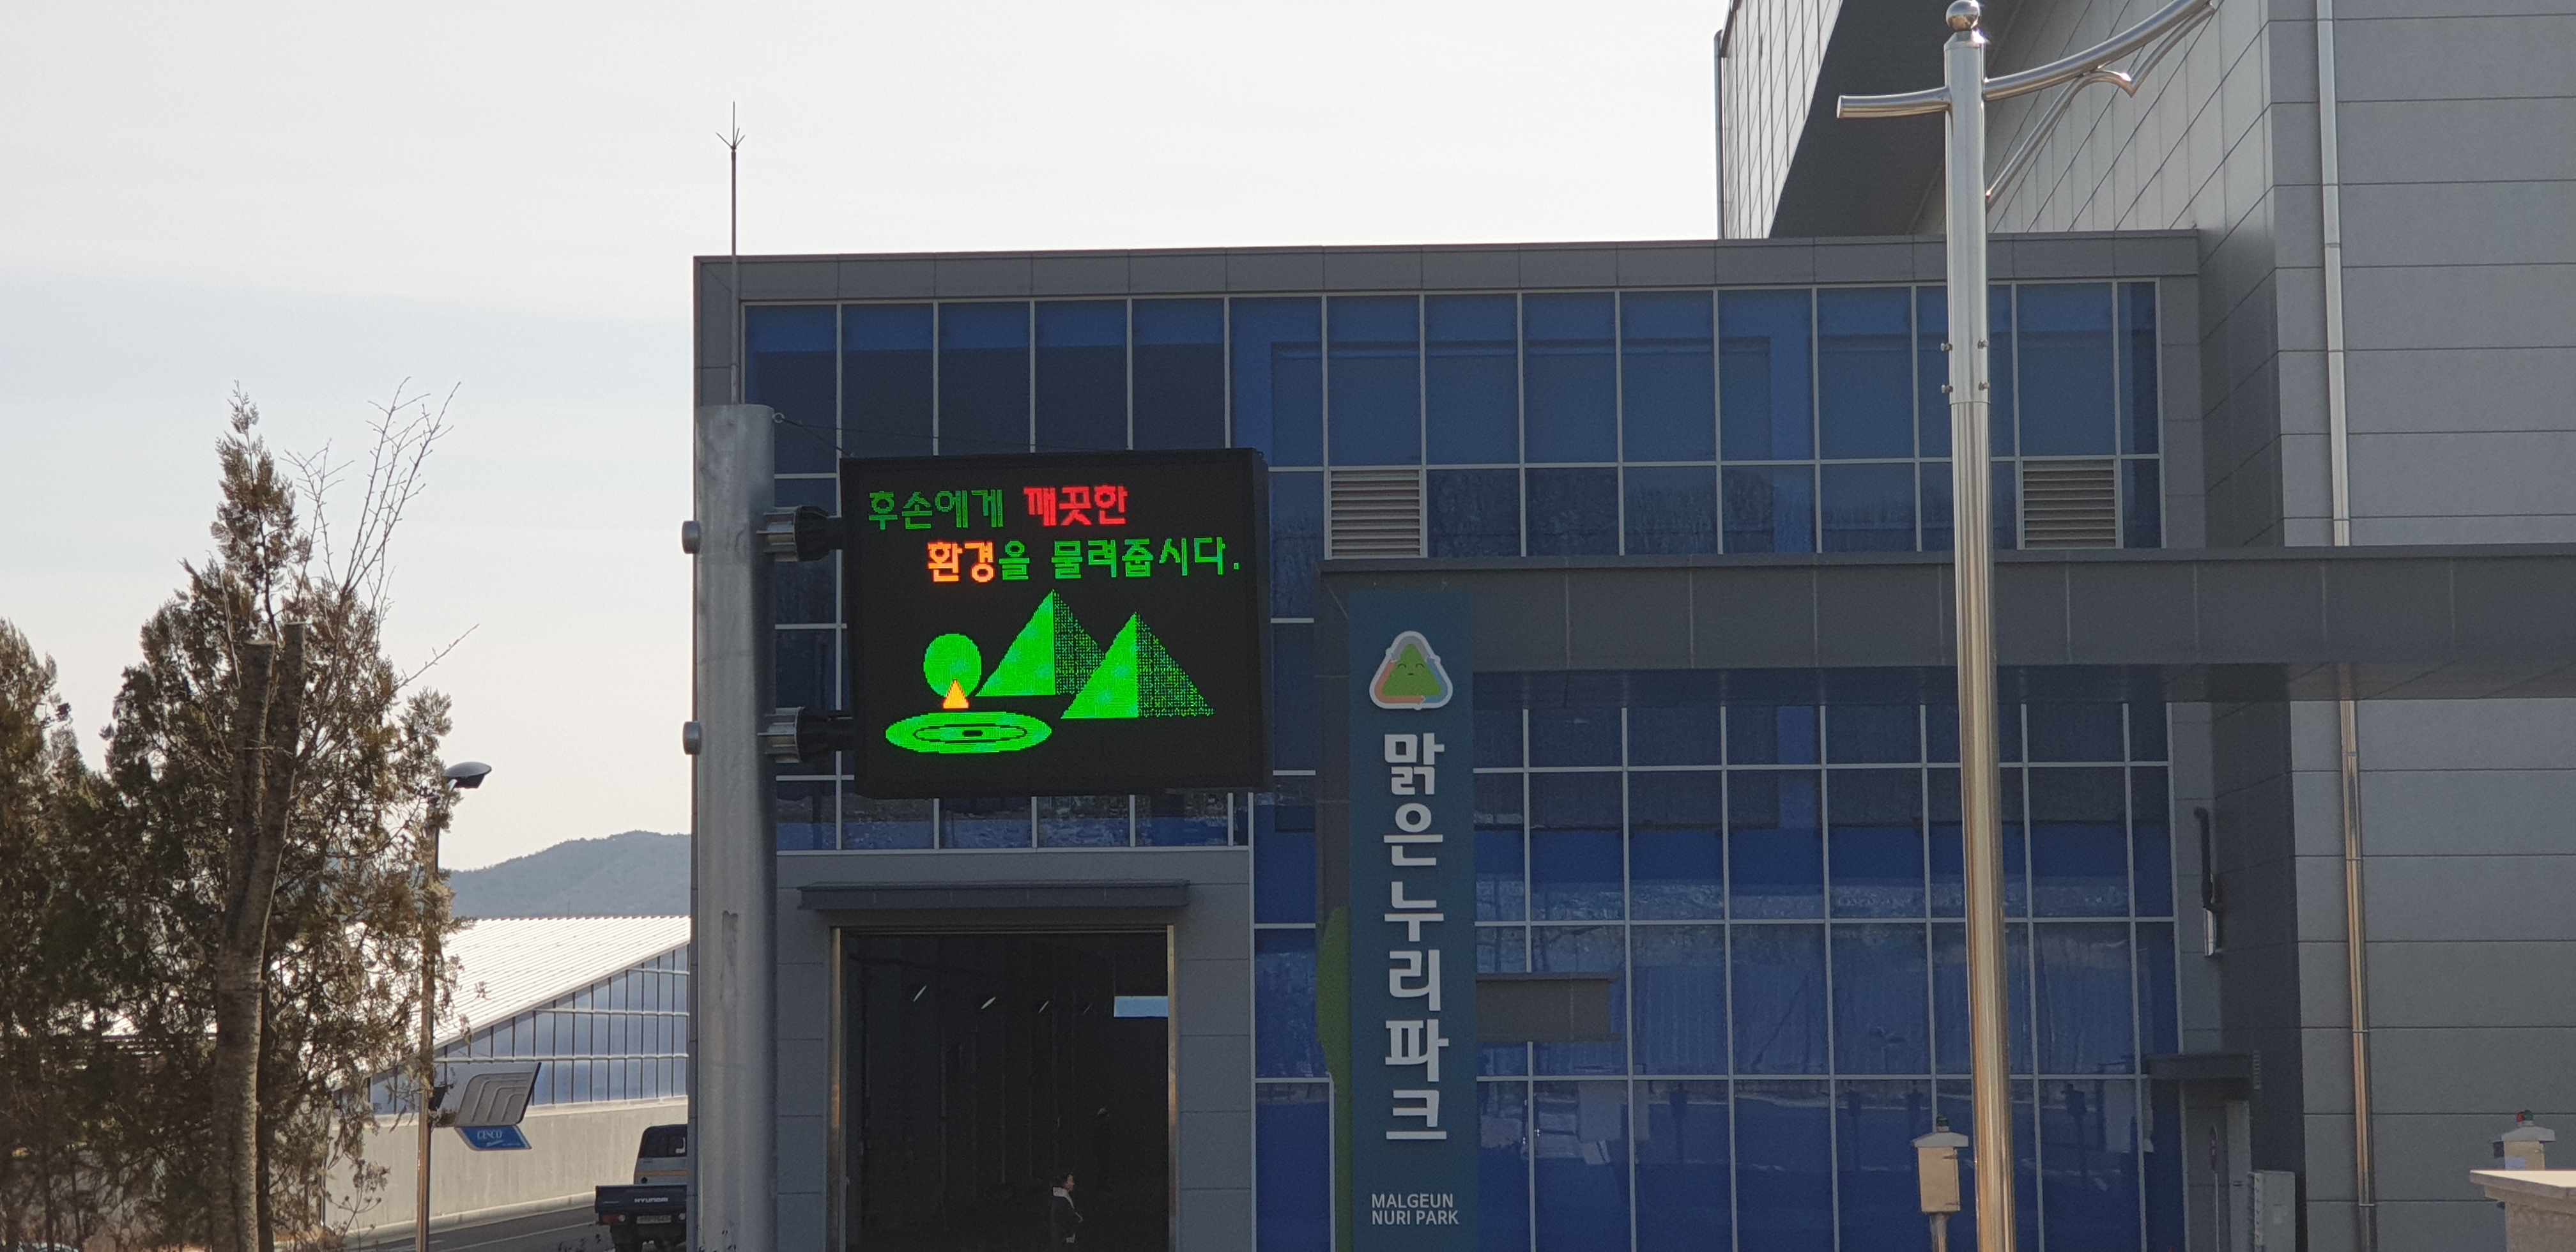 후손에게 깨끗한
환경을 물려줍시다.
맑은누리파크
MALGEUN
NURI PARK
CENCO
HYUNDAI